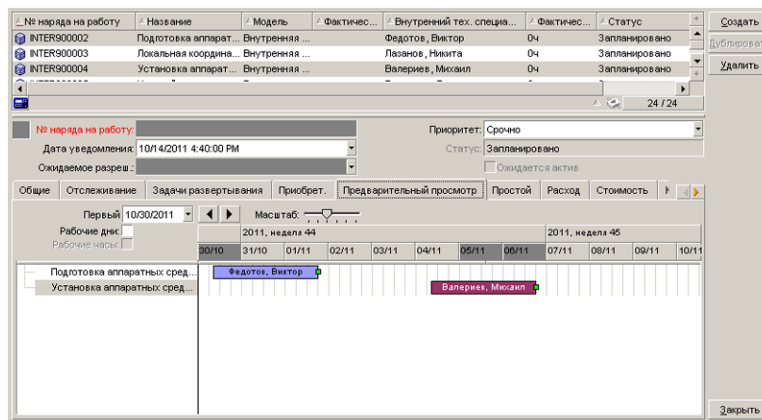 № наряда на работу Название Модель Фактичес... Внутренний тех. специа... Фактичес... Статус
INTER900002 Подготовка аппарат... Внутренняя ... Федотов, Виктор 0ч Запланировано
INTER900003 Локальная координа... Внутренняя ... Лазанов, Никита 0ч Запланировано
INTER900004 Установка аппарат... Внутренняя ... Валериев, Михаил 0ч Запланировано
24 / 24
Создать
Дублироват
Удалить
№ наряда на работу: Приоритет: Срочно
Дата уведомления: 10/14/2011 4:40:00 PM Статус: Запланировано
Ожидаемое разреш.: Ожидается актив
Общие Отслеживание Задачи развертывания Приобрет. Предварительный просмотр Простой Расход Стоимость
Первый 10/30/2011 Масштаб:
Рабочие дни:
Рабочие часы:
2011, неделя 44 2011, неделя 45
30/10 31/10 01/11 02/11 03/11 04/11 05/11 06/11 07/11 08/11 09/11 10/11
Подготовка аппаратных сред... Федотов, Виктор
Установка аппаратных сред... Валериев, Михаил
Закрыть